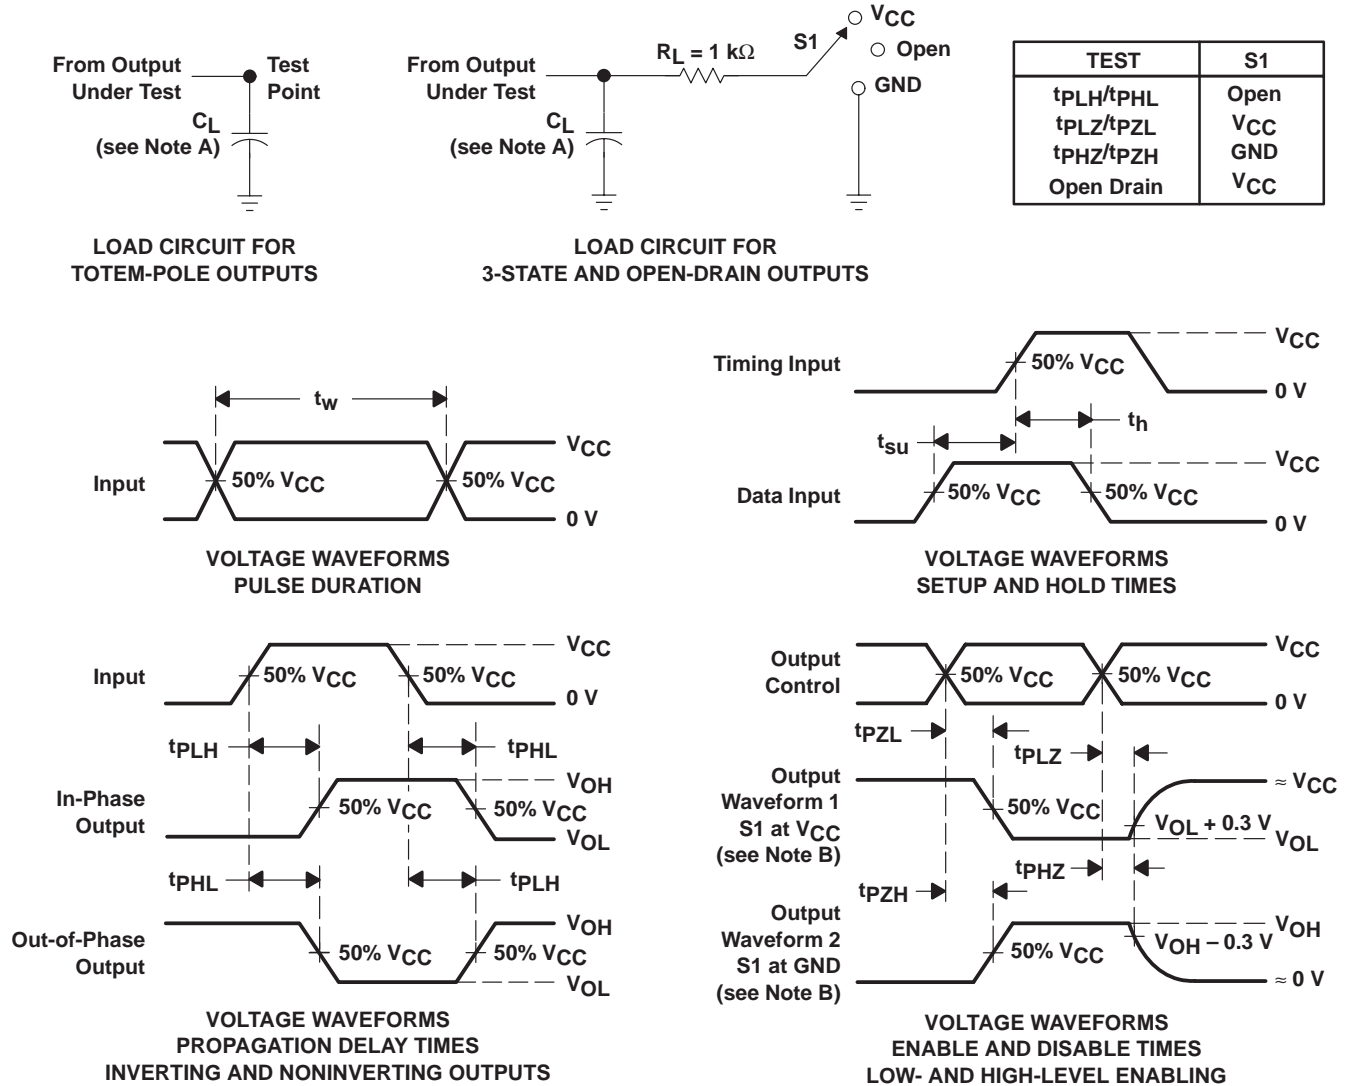 From Output
Under Test
Test
Point
CL
(see Note A)
LOAD CIRCUIT FOR
TOTEM-POLE OUTPUTS
From Output
Under Test
RL = 1 kΩ
S1
VCC
Open
GND
CL
(see Note A)
LOAD CIRCUIT FOR
3-STATE AND OPEN-DRAIN OUTPUTS
TEST S1
tPLH/tPHL Open
tPLZ/tPZL VCC
tPHZ/tPZH GND
Open Drain VCC
tw
Input
50% VCC
50% VCC
VCC
0 V
VOLTAGE WAVEFORMS
PULSE DURATION
Timing Input
50% VCC
VCC
0 V
th
tsu
Data Input
50% VCC
50% VCC
VCC
0 V
VOLTAGE WAVEFORMS
SETUP AND HOLD TIMES
Input
50% VCC
50% VCC
VCC
0 V
tPLH
tPHL
In-Phase
Output
50% VCC
50% VCC
VOH
VOL
tPHL
tPLH
Out-of-Phase
Output
50% VCC
50% VCC
VOH
VOL
VOLTAGE WAVEFORMS
PROPAGATION DELAY TIMES
INVERTING AND NONINVERTING OUTPUTS
Output
Control
50% VCC
50% VCC
VCC
0 V
tPZL
tPLZ
Output
Waveform 1
S1 at VCC
(see Note B)
50% VCC
VOL + 0.3 V
≈ VCC
VOL
tPHZ
tPZH
Output
Waveform 2
S1 at GND
(see Note B)
50% VCC
VOH − 0.3 V
VOH
≈ 0 V
VOLTAGE WAVEFORMS
ENABLE AND DISABLE TIMES
LOW- AND HIGH-LEVEL ENABLING